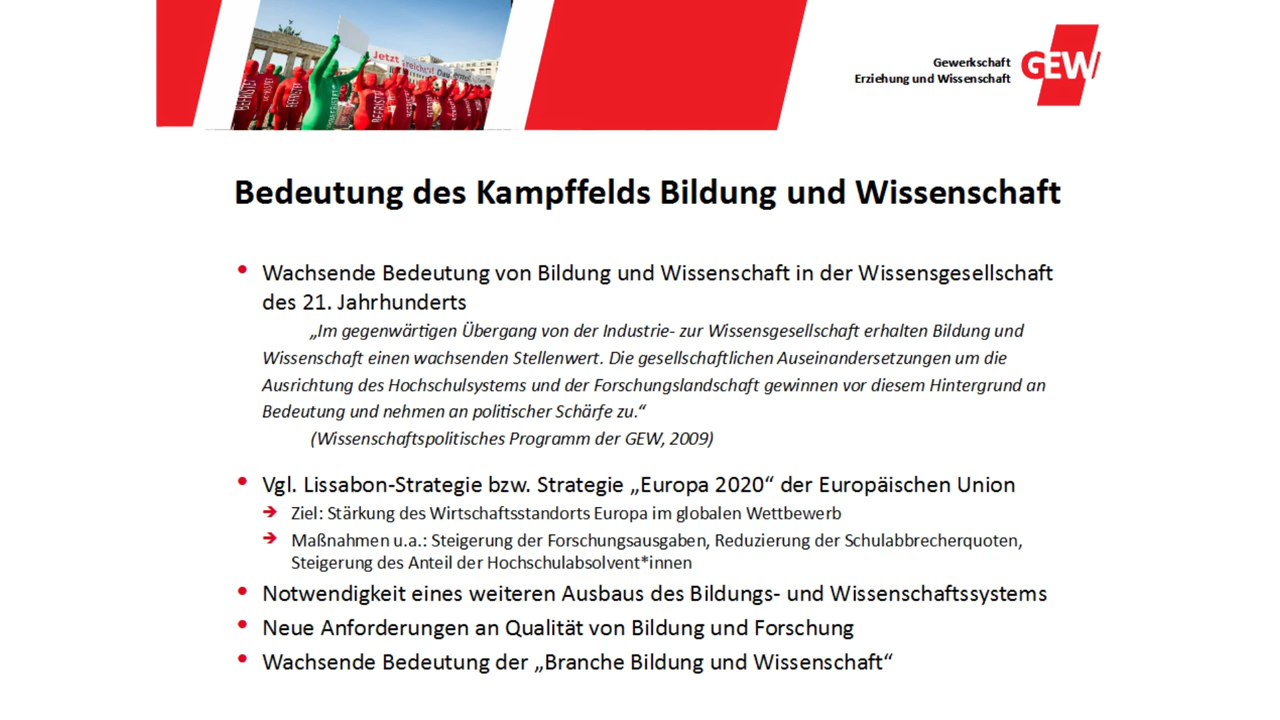 Jetzt
BEFRISTET
Gewerkschaft
Erziehung und Wissenschaft
GEW
Bedeutung des Kampffelds Bildung und Wissenschaft
• Wachsende Bedeutung von Bildung und Wissenschaft in der Wissensgesellschaft
des 21. Jahrhunderts
„Im gegenwärtigen Übergang von der Industrie- zur Wissensgesellschaft erhalten Bildung und
Wissenschaft einen wachsenden Stellenwert. Die gesellschaftlichen Auseinandersetzungen um die
Ausrichtung des Hochschulsystems und der Forschungslandschaft gewinnen vor diesem Hintergrund an
Bedeutung und nehmen an politischer Schärfe zu.“
(Wissenschaftspolitisches Programm der GEW, 2009)
• Vgl. Lissabon-Strategie bzw. Strategie „Europa 2020“ der Europäischen Union
➔ Ziel: Stärkung des Wirtschaftsstandorts Europa im globalen Wettbewerb
➔ Maßnahmen u.a.: Steigerung der Forschungsausgaben, Reduzierung der Schulabbrecherquoten,
Steigerung des Anteil der Hochschulabsolvent*innen
• Notwendigkeit eines weiteren Ausbaus des Bildungs- und Wissenschaftssystems
• Neue Anforderungen an Qualität von Bildung und Forschung
• Wachsende Bedeutung der „Branche Bildung und Wissenschaft“